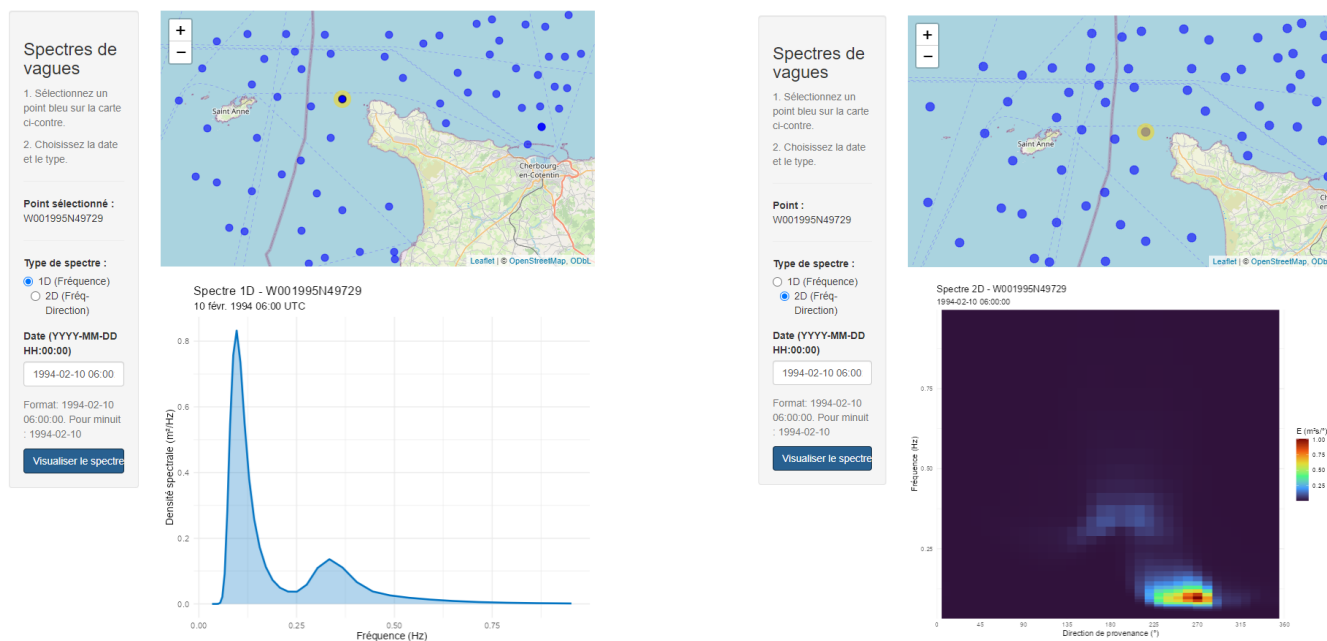 Spectres de
vagues
1. Sélectionnez un
point bleu sur la carte
ci-contre.
2. Choisissez la date
et le type.
Point sélectionné :
W001995N49729
Type de spectre :
1D (Fréquence)
2D (Fréq-
Direction)
Date (YYYY-MM-DD
HH:00:00)
1994-02-10 06:00
Format: 1994-02-10
06:00:00. Pour minuit
: 1994-02-10
Visualiser le spectre
+
−
Saint Anne
Cherbourg-
en-Cotentin
Leaflet | © OpenStreetMap, ODbL
Spectre 1D - W001995N49729
10 févr. 1994 06:00 UTC
Densité spectrale (m²/Hz)
0.8
0.6
0.4
0.2
0.0
0.00 0.25 0.50 0.75
Fréquence (Hz)
Spectres de
vagues
1. Sélectionnez un
point bleu sur la carte
ci-contre.
2. Choisissez la date
et le type.
Point :
W001995N49729
Type de spectre :
1D (Fréquence)
2D (Fréq-
Direction)
Date (YYYY-MM-DD
HH:00:00)
1994-02-10 06:00
Format: 1994-02-10
06:00:00. Pour minuit
: 1994-02-10
Visualiser le spectre
+
−
Saint Anne
Leaflet | © OpenStreetMap, ODb
Spectre 2D - W001995N49729
1994-02-10 06:00:00
Fréquence (Hz)
0.75
0.50
0.25
0 45 90 135 180 225 270 315 360
Direction de provenance (°)
E (m²s/°)
1.00
0.75
0.50
0.25